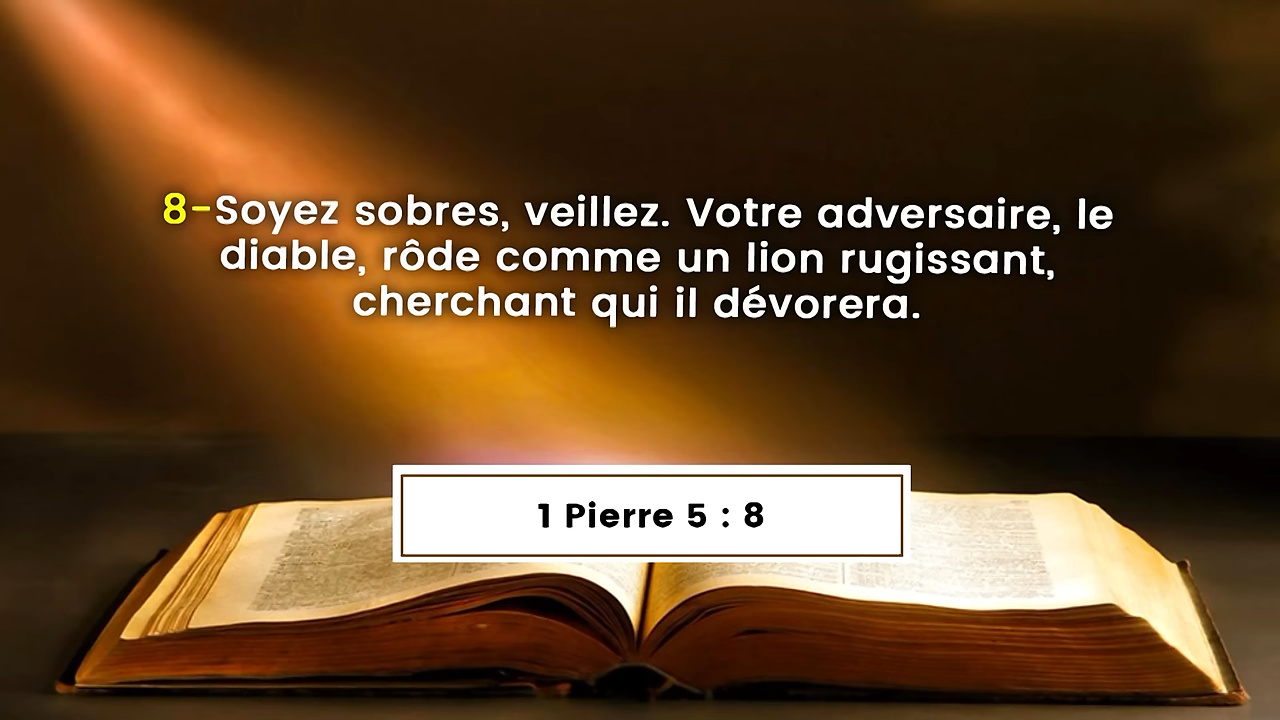 8-Soyez sobres, veillez. Votre adversaire, le
diable, rôde comme un lion rugissant,
cherchant qui il dévorera.
1 Pierre 5 : 8